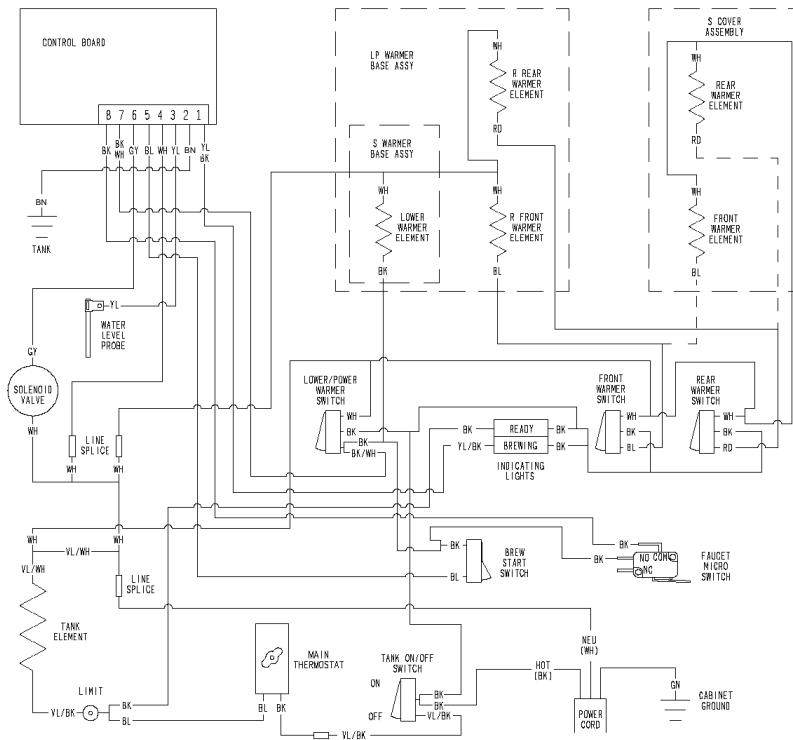 CONTROL BOARD
8 7 6 5 4 3 2 1
BK
BK
WH
GY
BL
WH
YL
BN
YL
BK
BN
TANK
YL
WATER
LEVEL
PROBE
GY
SOLENOID
VALVE
WH
WH
LINE
SPLICE
WH
LP WARMER
BASE ASSY
WH
R REAR
WARMER
ELEMENT
RD
S WARMER
BASE ASSY
WH
LOWER
WARMER
ELEMENT
BK
WH
R FRONT
WARMER
ELEMENT
BL
S COVER
ASSEMBLY
WH
REAR
WARMER
ELEMENT
RD
WH
FRONT
WARMER
ELEMENT
BL
LOWER/POWER
WARMER
SWITCH
WH
BK
BK
BK/WH
BK
READY
BK
YL/BK
BREWING
BK
INDICATING
LIGHTS
FRONT
WARMER
SWITCH
WH
BK
BL
REAR
WARMER
SWITCH
WH
BK
RD
WH
WH
VL/WH
VL/WH
LINE
SPLICE
TANK
ELEMENT
LIMIT
VL/BK
BK
BL
BK
BL
BREW
START
SWITCH
BK
BK
NO COM
NC
FAUCET
MICRO
SWITCH
MAIN
THERMOSTAT
BL
BK
VL/BK
TANK ON/OFF
SWITCH
ON
OFF
BK
BK
VL/BK
HOT
(BK)
NEU
(WH)
POWER
CORD
GN
CABINET
GROUND